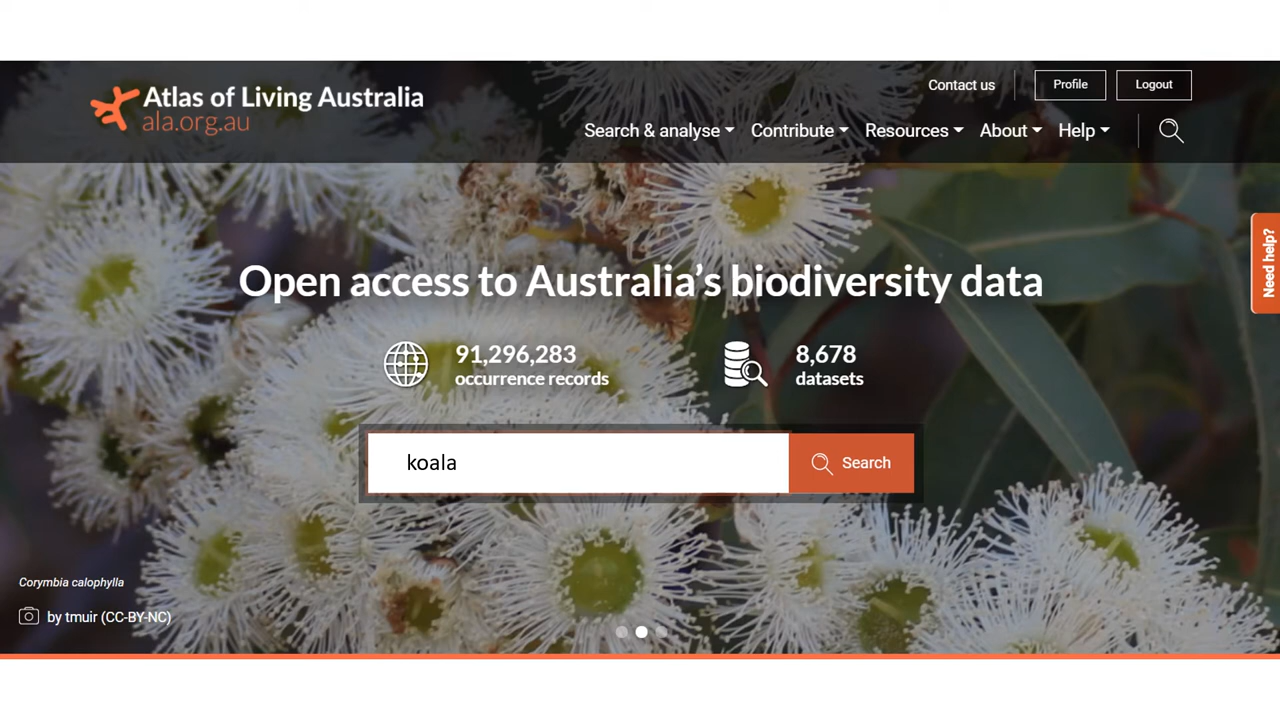 Atlas of Living Australia
ala.org.au
Contact us
Profile
Logout
Search & analyse
Contribute
Resources
About
Help
Need help?
Open access to Australia’s biodiversity data
91,296,283
occurrence records
8,678
datasets
koala
Search
Corymbia calophylla
by tmuir (CC-BY-NC)